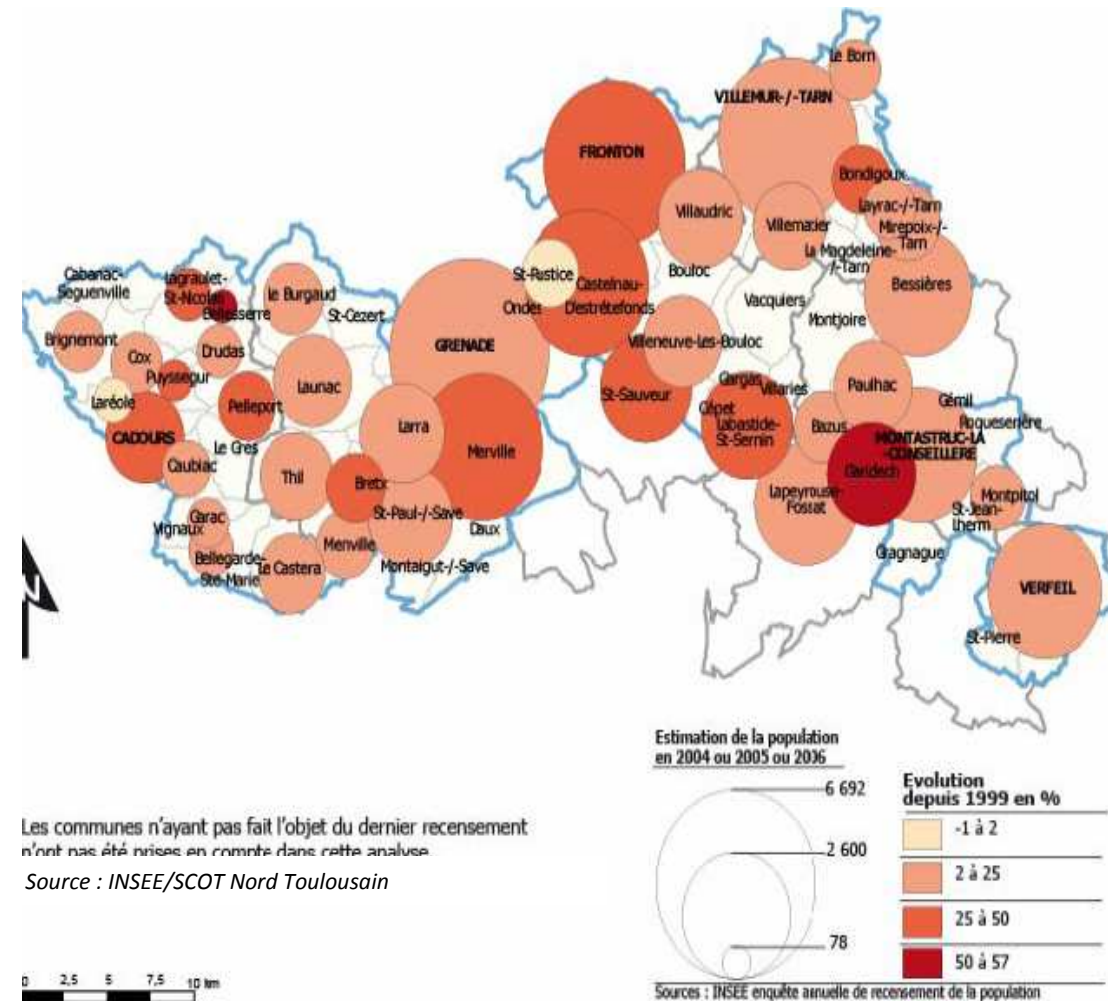 Le Born
VILLEMUR-/-TARN
FRONTON
Bondigoux
Layrac-/-Tarn
Villaudric
Villematier
Mirepoix-/-
Tarn
la Magdeleine-
/-Tarn
Bouloc
Bessières
St-Rustice
Castelnau-
D'estrétefonds
Ondes
Vacquiers
Montjoire
Cabanac-
Seguenville
Lagraulet-
St-Nicolas
Bellesserre
le Burgaud
St-Cezert
Brignemont
Cox
Drudas
GRENADE
Villeneuve-Les-Bouloc
Puyssegur
Launac
Laréole
Pelleport
St-Sauveur
Gargas
Villaries
Paulhac
Gémil
Roqueserière
CADOURS
Le Gres
Larra
Merville
Cépet
Labastide-
St-Sernin
Bazus
MONTASTRUC-LA
-CONSEILLERE
Caubiac
Thil
Bretx
Garidech
Lapeyrouse-
Fossat
Montpitol
St-Jean-
lherm
Garac
Vignaux
St-Paul-/-Save
Daux
Menville
Bellegarde-
Ste-Marie
le Castera
Montaigut-/-Save
Gragnague
VERFEIL
St-Pierre
N
Estimation de la population
en 2004 ou 2005 ou 2006
6 692
2 600
78
Evolution
depuis 1999 en %
-1 à 2
2 à 25
25 à 50
50 à 57
Les communes n'ayant pas fait l'objet du dernier recensement
n'ont pas été prises en compte dans cette analyse
Source : INSEE/SCOT Nord Toulousain
0 2,5 5 7,5 10 km
Sources : INSEE enquête annuelle de recensement de la population